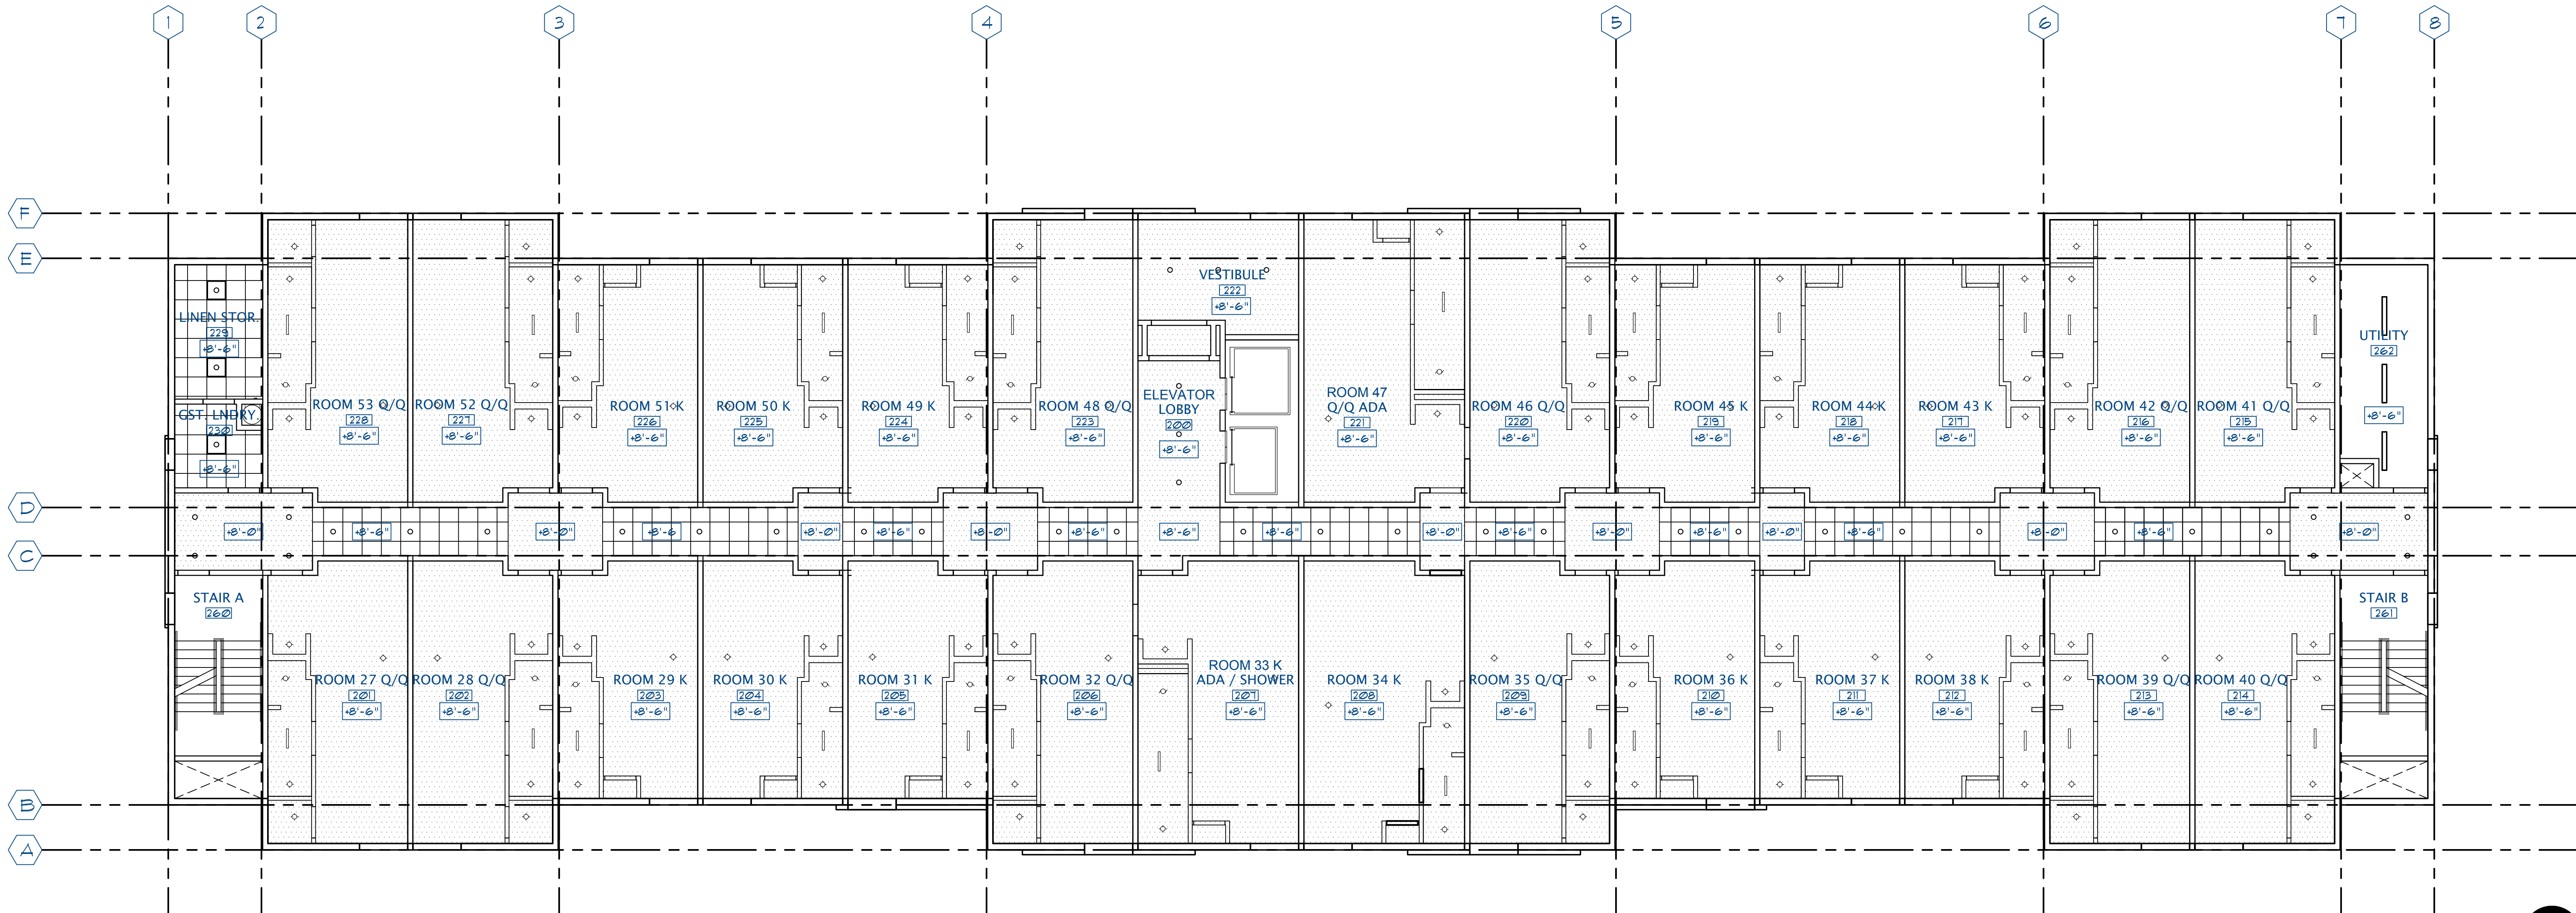 1 2 3 4 5 6 7 8
F
E
VESTIBULE
222
+8'-6"
LINEN STOR.
229
+8'-6"
UTILITY
262
+8'-6"
GST. LNDRY.
230
+8'-6"
ROOM 53 Q/Q
228
+8'-6"
ROOM 52 Q/Q
227
+8'-6"
ROOM 51 K
226
+8'-6"
ROOM 50 K
225
+8'-6"
ROOM 49 K
224
+8'-6"
ROOM 48 Q/Q
223
+8'-6"
ELEVATOR
LOBBY
200
+8'-6"
ROOM 47
Q/Q ADA
221
+8'-6"
ROOM 46 Q/Q
220
+8'-6"
ROOM 45 K
219
+8'-6"
ROOM 44 K
218
+8'-6"
ROOM 43 K
217
+8'-6"
ROOM 42 Q/Q
216
+8'-6"
ROOM 41 Q/Q
215
+8'-6"
D
+8'-0" +8'-6" +8'-0" +8'-6 +8'-0" +8'-6" +8'-0" +8'-6" +8'-6" +8'-6" +8'-0" +8'-6" +8'-0" +8'-6" +8'-0" +8'-6" +8'-0" +8'-6" +8'-0"
C
STAIR A
260
STAIR B
261
ROOM 27 Q/Q
201
+8'-6"
ROOM 28 Q/Q
202
+8'-6"
ROOM 29 K
203
+8'-6"
ROOM 30 K
204
+8'-6"
ROOM 31 K
205
+8'-6"
ROOM 32 Q/Q
206
+8'-6"
ROOM 33 K
ADA / SHOWER
207
+8'-6"
ROOM 34 K
208
+8'-6"
ROOM 35 Q/Q
209
+8'-6"
ROOM 36 K
210
+8'-6"
ROOM 37 K
211
+8'-6"
ROOM 38 K
212
+8'-6"
ROOM 39 Q/Q
213
+8'-6"
ROOM 40 Q/Q
214
+8'-6"
B
A